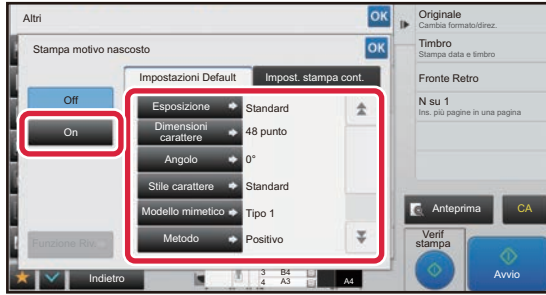 Altri
OK
Stampa motivo nascosto
OK
Impostazioni Default
Impost. stampa cont.
Off
On
Esposizione
Standard
Dimensioni
carattere
48 punto
Angolo
0°
Stile carattere
Standard
Modello mimetico
Tipo 1
Metodo
Positivo
Funzione Riv.
Indietro
3 B4
4 A3
A4
Originale
Cambia formato/direz.
Timbro
Stampa data e timbro
Fronte Retro
N su 1
Ins. più pagine in una pagina
Anteprima
CA
Verif
stampa
Avvio